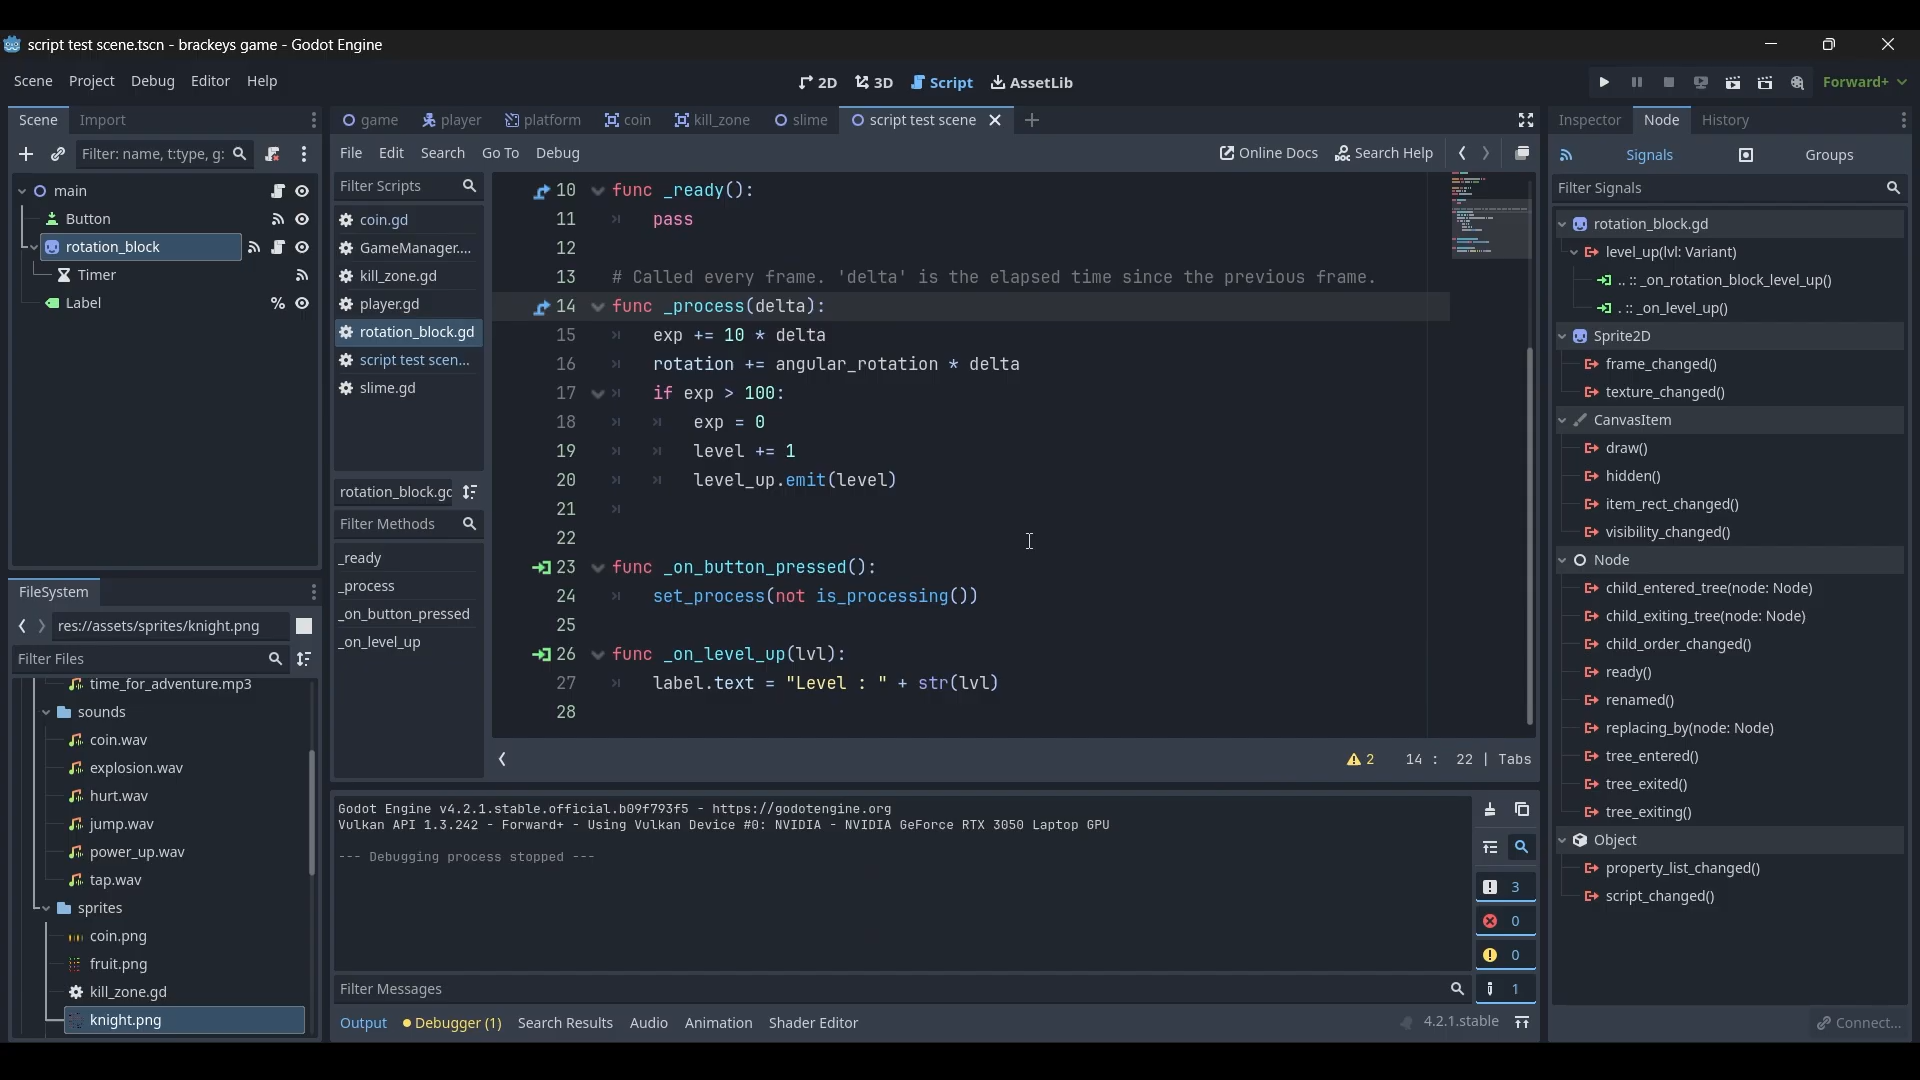 script test scene.tscn - brackeys game - Godot Engine
Scene Project Debug Editor Help
2D 3D Script AssetLib
Forward+
Scene Import
game player platform coin kill_zone slime script test scene
Inspector Node History
Filter: name, t:type, g:
File Edit Search Go To Debug
Online Docs Search Help
Signals Groups
Filter Scripts
Filter Signals
main
Button
rotation_block
Timer
Label %
coin.gd
GameManager....
kill_zone.gd
player.gd
rotation_block.gd
script test scen...
slime.gd
rotation_block.gd
Filter Methods
_ready
_process
_on_button_pressed
_on_level_up
10 func _ready():
11 pass
12
13 # Called every frame. 'delta' is the elapsed time since the previous frame.
14 func _process(delta):
15 exp += 10 * delta
16 rotation += angular_rotation * delta
17 if exp > 100:
18 exp = 0
19 level += 1
20 level_up.emit(level)
21
22
23 func _on_button_pressed():
24 set_process(not is_processing())
25
26 func _on_level_up(lvl):
27 label.text = "Level : " + str(lvl)
28
2 14 : 22 | Tabs
rotation_block.gd
level_up(lvl: Variant)
.. :: _on_rotation_block_level_up()
. :: _on_level_up()
Sprite2D
frame_changed()
texture_changed()
CanvasItem
draw()
hidden()
item_rect_changed()
visibility_changed()
Node
child_entered_tree(node: Node)
child_exiting_tree(node: Node)
child_order_changed()
ready()
renamed()
replacing_by(node: Node)
tree_entered()
tree_exited()
tree_exiting()
Object
property_list_changed()
script_changed()
Connect...
FileSystem
res://assets/sprites/knight.png
Filter Files
time_for_adventure.mp3
sounds
coin.wav
explosion.wav
hurt.wav
jump.wav
power_up.wav
tap.wav
sprites
coin.png
fruit.png
kill_zone.gd
knight.png
Godot Engine v4.2.1.stable.official.b09f793f5 - https://godotengine.org
Vulkan API 1.3.242 - Forward+ - Using Vulkan Device #0: NVIDIA - NVIDIA GeForce RTX 3050 Laptop GPU
--- Debugging process stopped ---
3
0
0
1
Filter Messages
Output Debugger (1) Search Results Audio Animation Shader Editor
4.2.1.stable